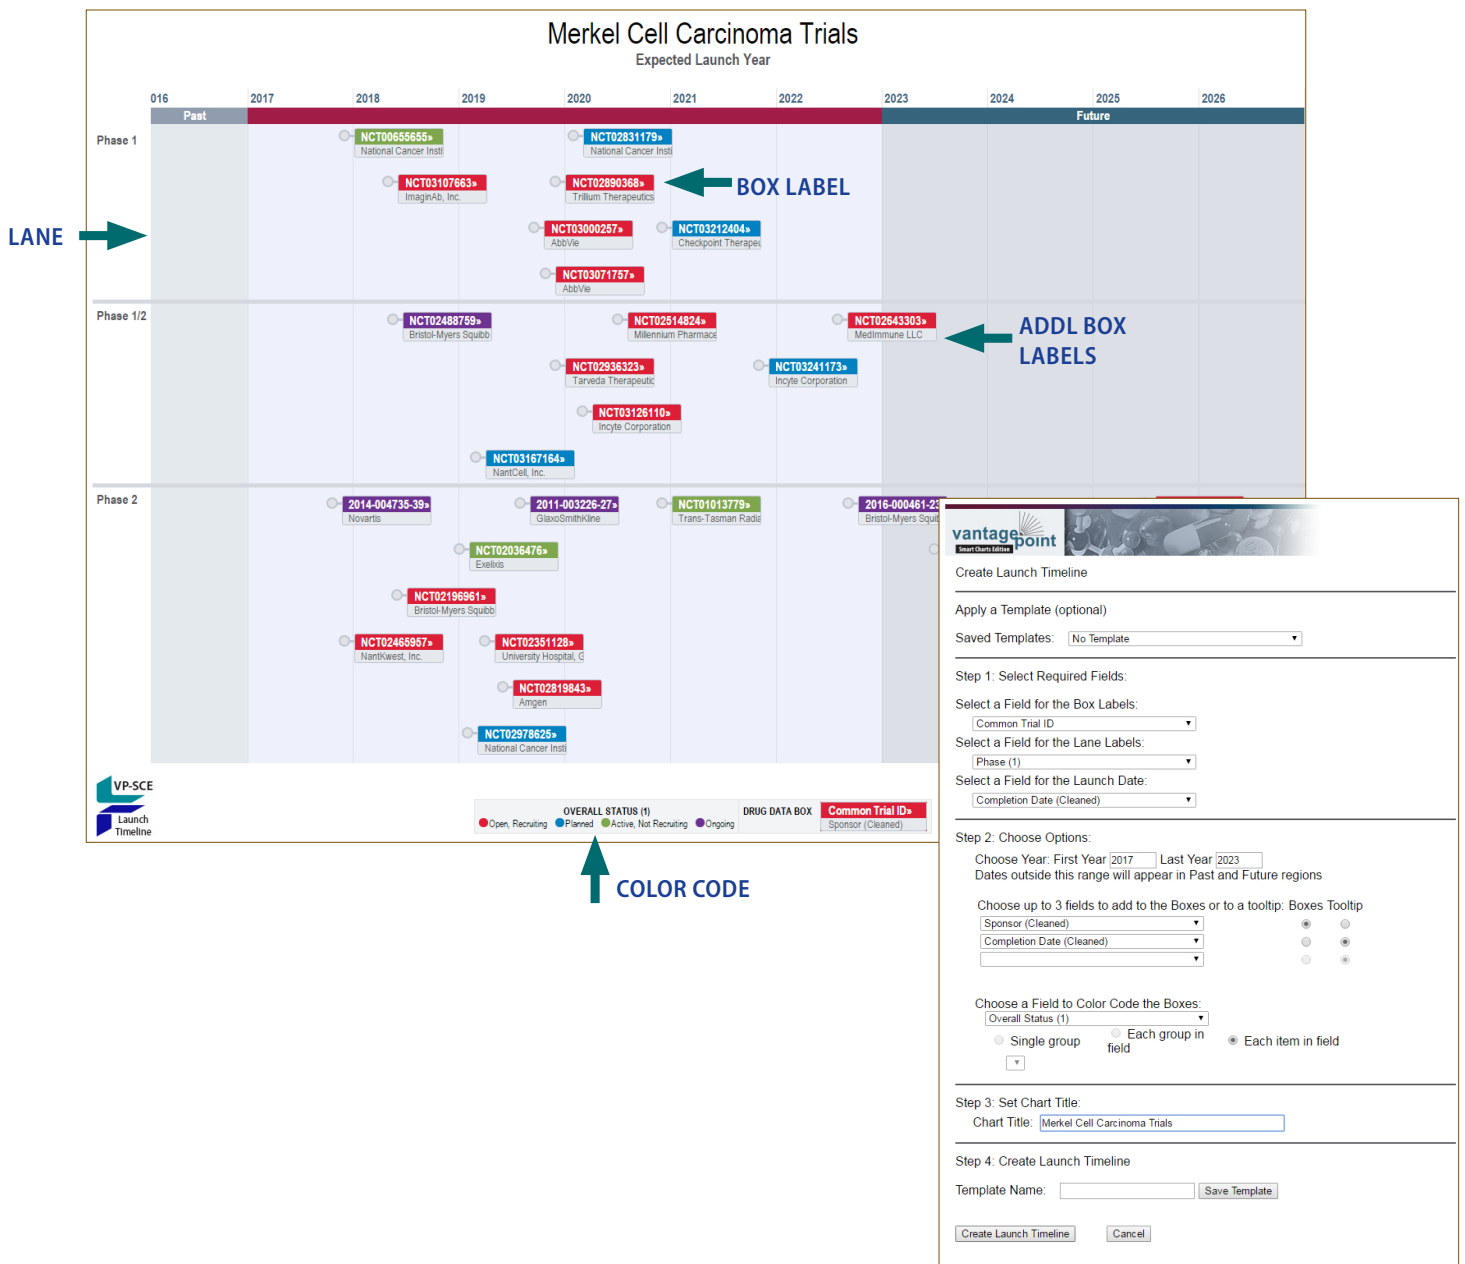 Merkel Cell Carcinoma Trials
Expected Launch Year
016 2017 2018 2019 2020 2021 2022 2023 2024 2025 2026
Past Future
Phase 1
NCT00655655»
National Cancer Insti
NCT02831179»
National Cancer Insti
NCT03107663»
ImaginAb, Inc.
NCT02890368»
Trillium Therapeutics
BOX LABEL
LANE
NCT03000257»
AbbVie
NCT03212404»
Checkpoint Therapeu
NCT03071757»
AbbVie
Phase 1/2
NCT02488759»
Bristol-Myers Squibb
NCT02514824»
Millennium Pharmace
NCT02643303»
MedImmune LLC
ADDL BOX
LABELS
NCT02936323»
Tarveda Therapeutic
NCT03241173»
Incyte Corporation
NCT03126110»
Incyte Corporation
NCT03167164»
NantCell, Inc.
Phase 2
2014-004735-39»
Novartis
2011-003226-27»
GlaxoSmithKline
NCT01013779»
Trans-Tasman Radia
2016-000461-23
Bristol-Myers Squib
NCT02036476»
Exelixis
NCT02196961»
Bristol-Myers Squibb
NCT02465957»
NantKwest, Inc.
NCT02351128»
University Hospital, G
NCT02819843»
Amgen
NCT02978625»
National Cancer Insti
VP-SCE
Launch
Timeline
OVERALL STATUS (1)
Open, Recruiting Planned Active, Not Recruiting Ongoing
DRUG DATA BOX
Common Trial ID»
Sponsor (Cleaned)
COLOR CODE
vantagepoint
Smart Charts Edition
Create Launch Timeline
Apply a Template (optional)
Saved Templates: No Template
Step 1: Select Required Fields:
Select a Field for the Box Labels:
Common Trial ID
Select a Field for the Lane Labels:
Phase (1)
Select a Field for the Launch Date:
Completion Date (Cleaned)
Step 2: Choose Options:
Choose Year: First Year 2017 Last Year 2023
Dates outside this range will appear in Past and Future regions
Choose up to 3 fields to add to the Boxes or to a tooltip: Boxes Tooltip
Sponsor (Cleaned)
Completion Date (Cleaned)
Choose a Field to Color Code the Boxes:
Overall Status (1)
Single group Each group in field Each item in field
Step 3: Set Chart Title:
Chart Title: Merkel Cell Carcinoma Trials
Step 4: Create Launch Timeline
Template Name: Save Template
Create Launch Timeline Cancel